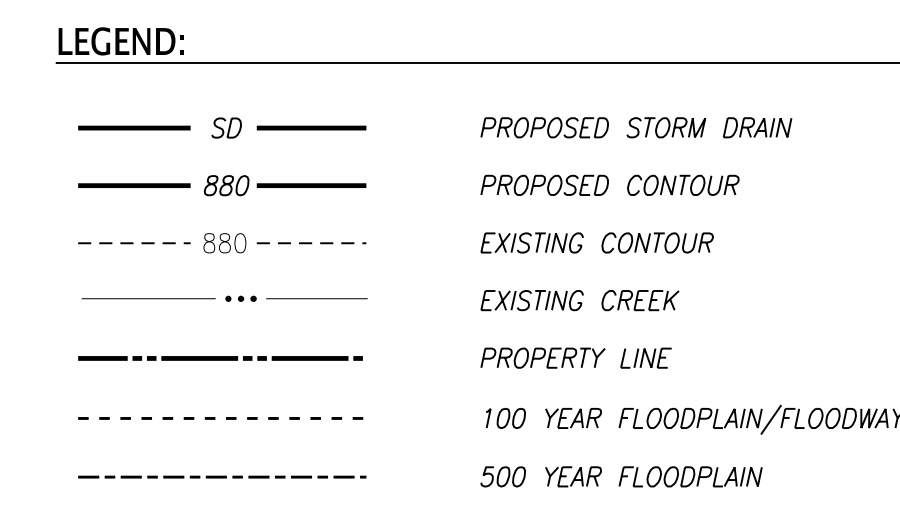 LEGEND:
SD PROPOSED STORM DRAIN
880 PROPOSED CONTOUR
880 EXISTING CONTOUR
EXISTING CREEK
PROPERTY LINE
100 YEAR FLOODPLAIN/FLOODWAY
500 YEAR FLOODPLAIN